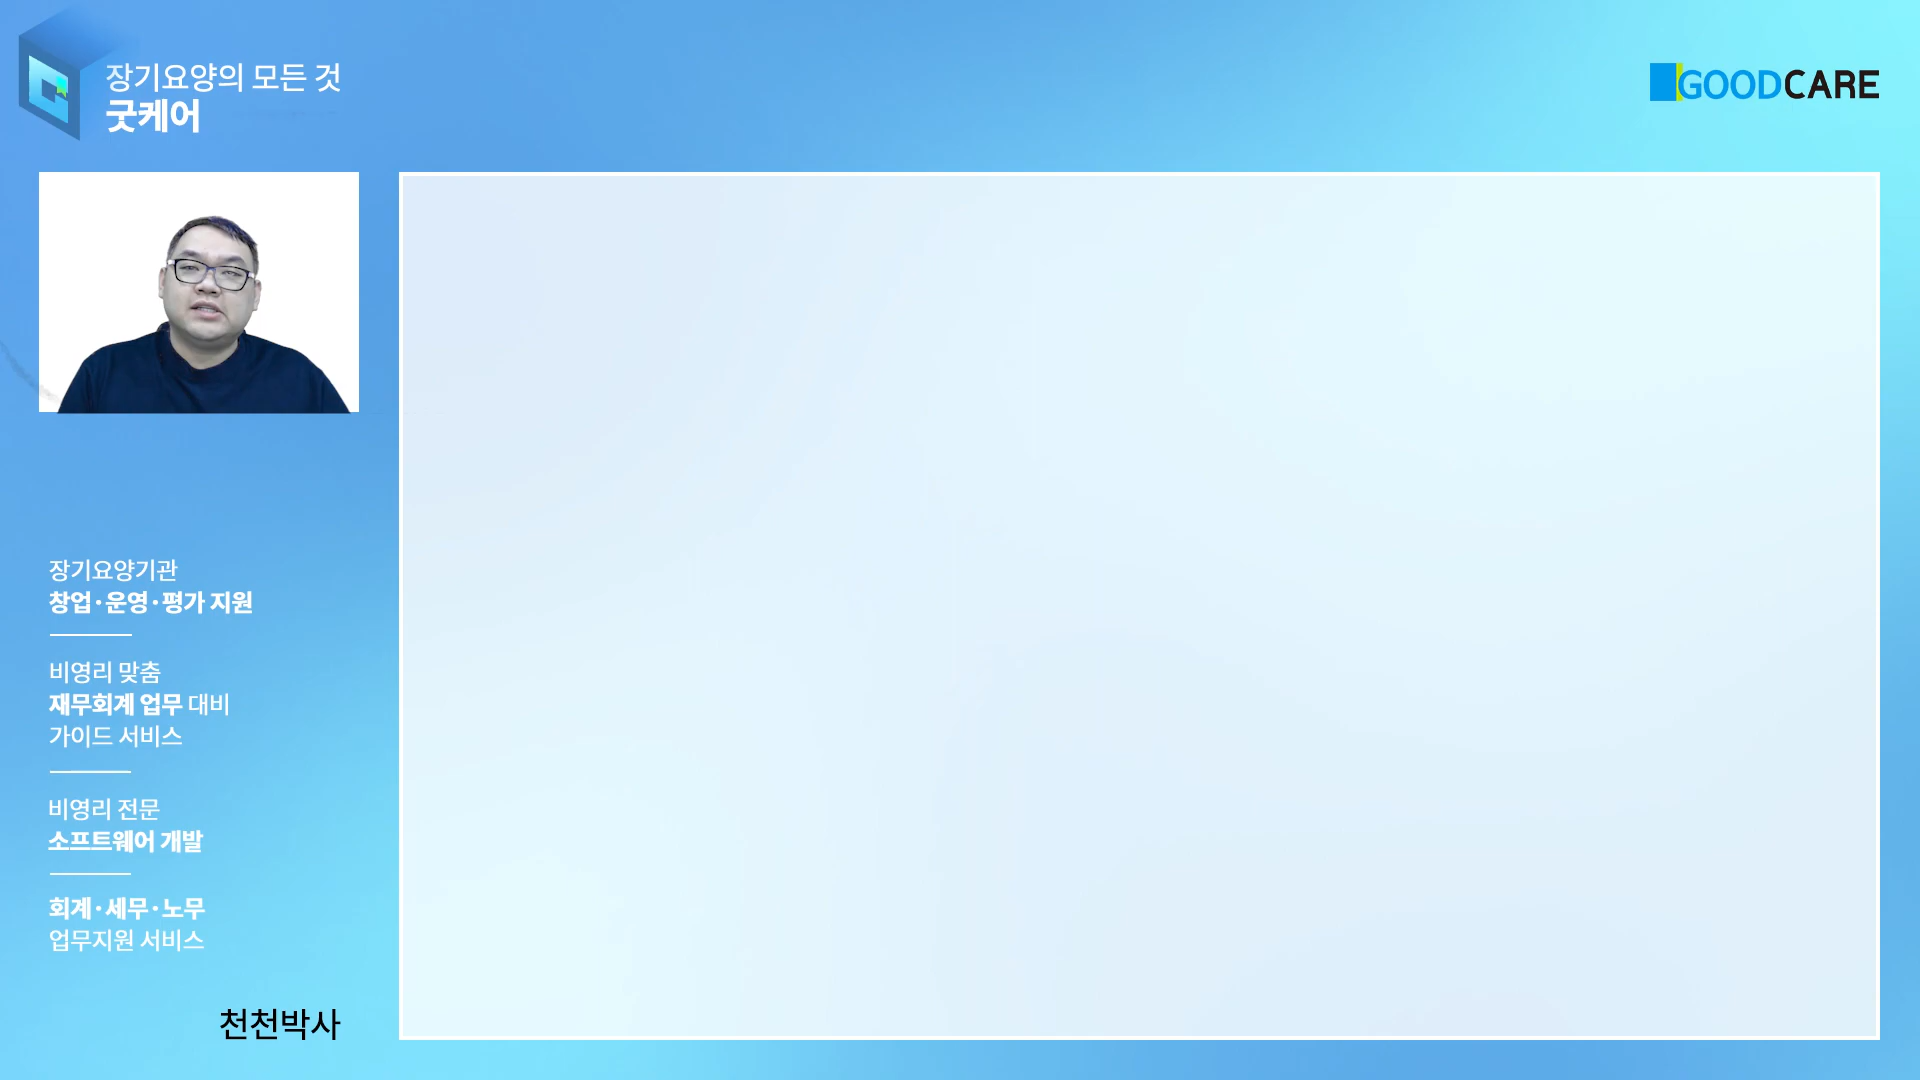 장기요양의 모든 것
굿케어
GOODCARE
장기요양기관
창업·운영·평가 지원
비영리 맞춤
재무회계 업무 대비
가이드 서비스
비영리 전문
소프트웨어 개발
회계·세무·노무
업무지원 서비스
천천박사